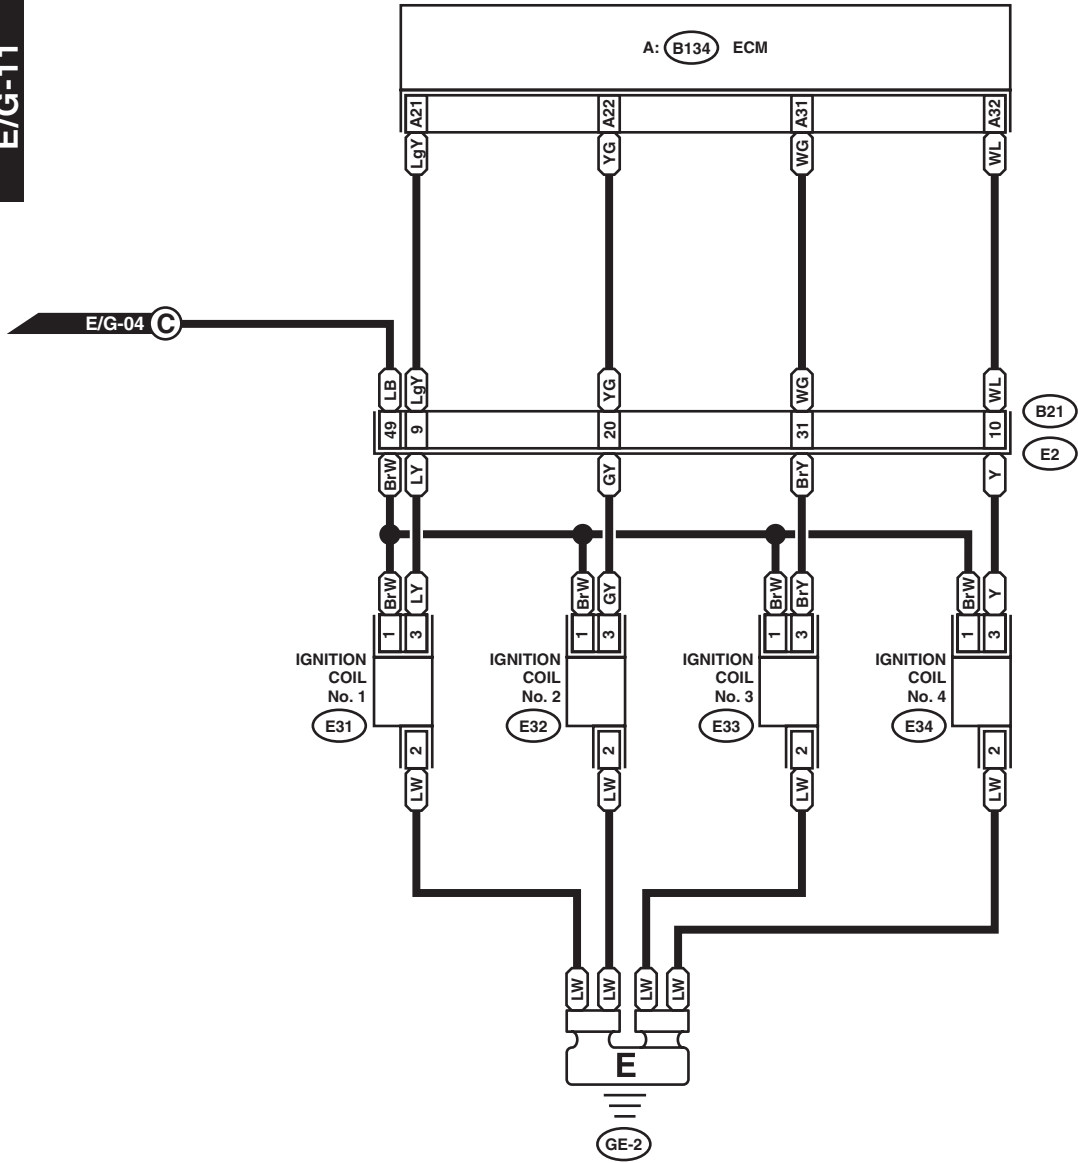 E/G-11
A: B134 ECM
A21 A22 A31 A32
LgY YG WG WL
E/G-04 C
LB LgY YG WG WL
49 9 20 31 10
B21
E2
BrW LY GY BrY Y
BrW LY BrW GY BrW BrY BrW Y
1 3 1 3 1 3 1 3
IGNITION
COIL
No. 1
E31
IGNITION
COIL
No. 2
E32
IGNITION
COIL
No. 3
E33
IGNITION
COIL
No. 4
E34
2 2 2 2
LW LW LW LW
LW LW LW LW
E
GE-2